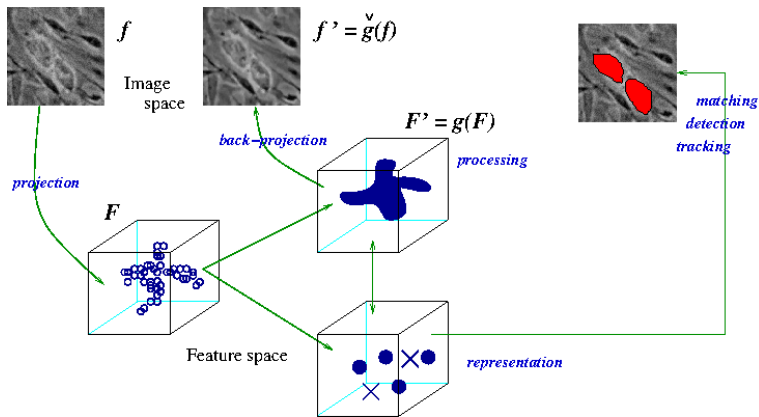 f
f' = ǧ(f)
Image
space
matching
detection
tracking
F' = g(F)
back-projection
processing
projection
F
Feature space
representation